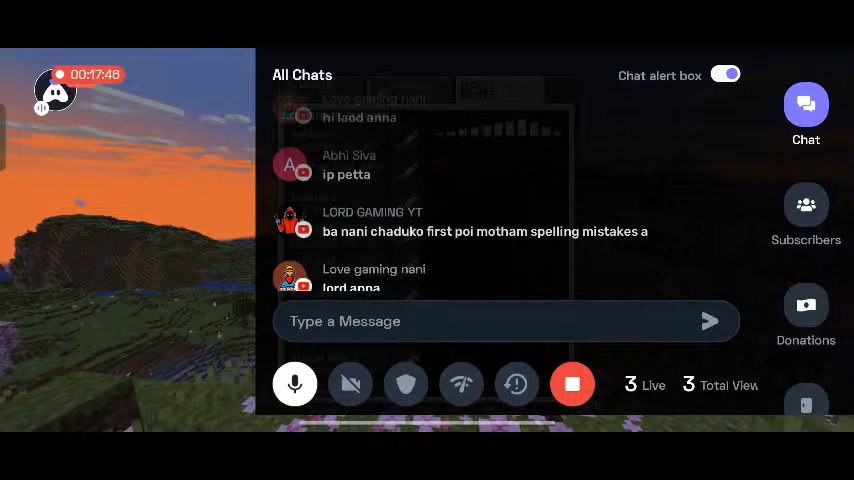 00:17:46
All Chats
Chat alert box
Love gaming nani
hi laod anna
Chat
Abhi Siva
A
ip petta
LORD GAMING YT
ba nani chaduko first poi motham spelling mistakes a
Subscribers
Love gaming nani
lord anna
Type a Message
Donations
3 Live 3 Total View